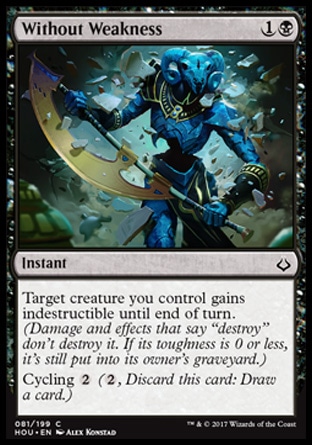 Without Weakness 1
Instant
Target creature you control gains
indestructible until end of turn.
(Damage and effects that say “destroy”
don’t destroy it. If its toughness is 0 or less,
it’s still put into its owner’s graveyard.)
Cycling 2 (2, Discard this card: Draw
a card.)
081/199 C
HOU • EN Alex Konstad
™ & © 2017 Wizards of the Coast